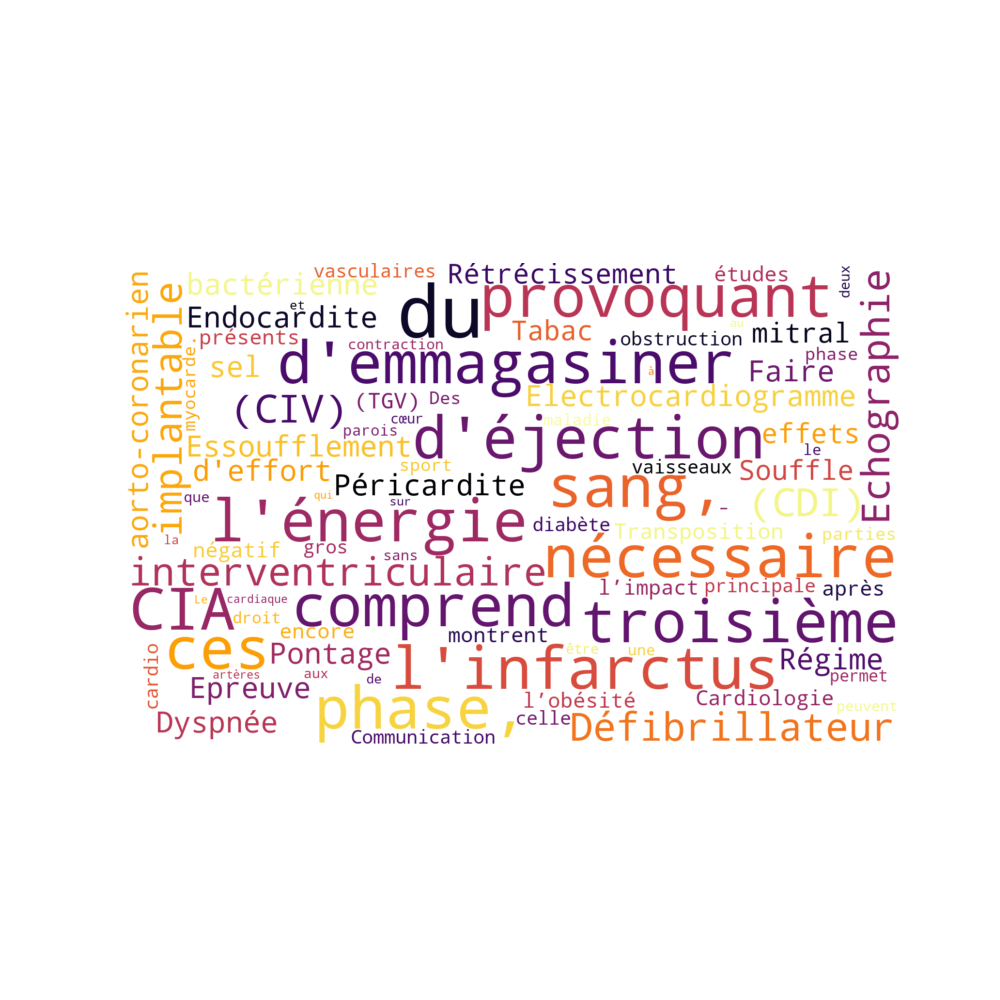 vasculaires
Rétrécissement
études
deux
bactérienne
et
du
provoquant
Endocardite
Tabac
au
mitral
présents
contraction
obstruction
aorto-coronarien
implantable
myocarde.
sel
d'emmagasiner
à
Faire
phase
Echographie
(CIV)
(TGV)
Des
Electrocardiogramme
cœur
maladie
Essoufflement
parois
d'éjection
effets
le
d'effort
sport
vaisseaux
Souffle
que
qui
Péricardite
sur
sang,
-
(CDI)
l'énergie
diabète
Transposition
parties
la
négatif
gros
sans
nécessaire
interventriculaire
l’impact
principale
après
CIA
Le
cardiaque
comprend
troisième
droit
encore
montrent
ces
Pontage
être
une
cardio
artères
aux
de
l'infarctus
Régime
permet
Epreuve
phase,
l’obésité
Cardiologie
peuvent
Dyspnée
celle
Communication
Défibrillateur